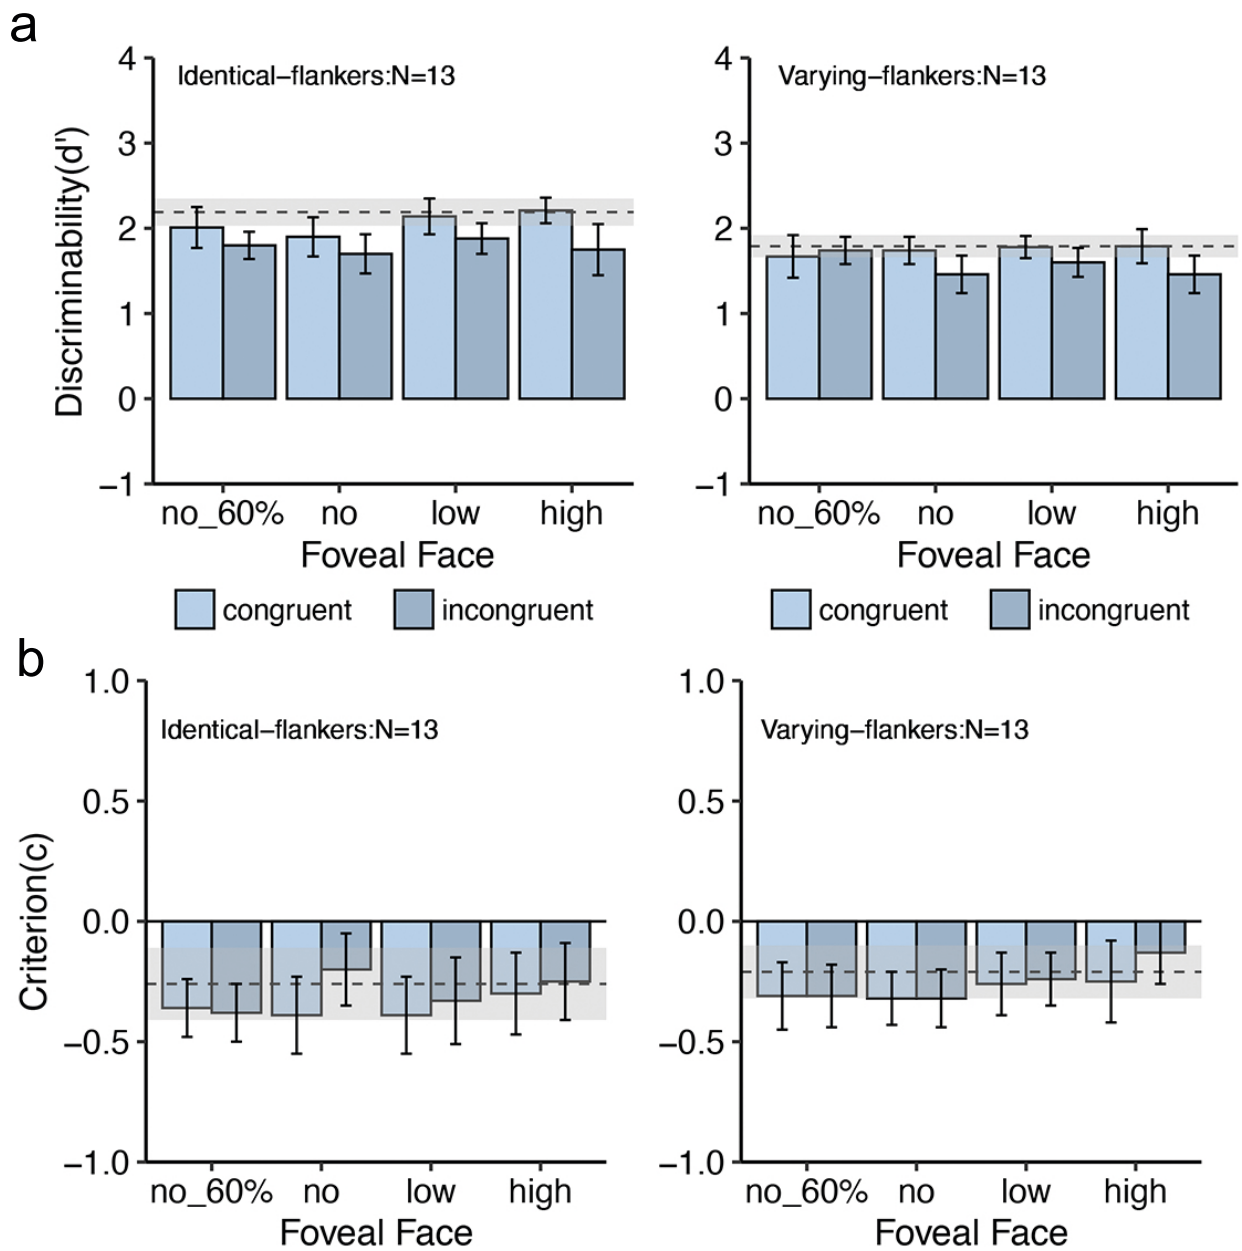 a
Identical–flankers:N=13
Varying–flankers:N=13
Discriminability(d')
4
3
2
1
0
−1
4
3
2
1
0
−1
no_60% no low high
no_60% no low high
Foveal Face
Foveal Face
congruent incongruent
congruent incongruent
b
Identical–flankers:N=13
Varying–flankers:N=13
Criterion(c)
1.0
0.5
0.0
−0.5
−1.0
1.0
0.5
0.0
−0.5
−1.0
no_60% no low high
no_60% no low high
Foveal Face
Foveal Face